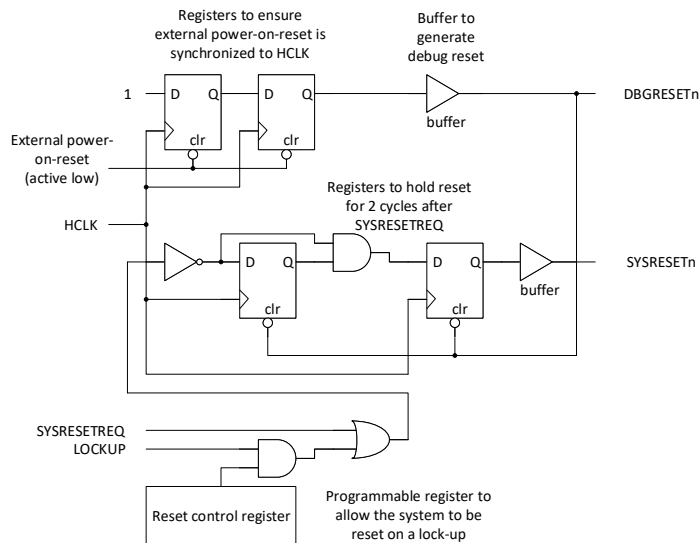 Registers to ensure
external power-on-reset is
synchronized to HCLK
Buffer to
generate
debug reset
1
D
Q
D
Q
DBGRESETn
buffer
clr
clr
External power-
on-reset
(active low)
Registers to hold reset
for 2 cycles after
SYSRESETREQ
HCLK
D
Q
D
Q
SYSRESETn
buffer
clr
clr
SYSRESETREQ
LOCKUP
Reset control register
Programmable register to
allow the system to be
reset on a lock-up